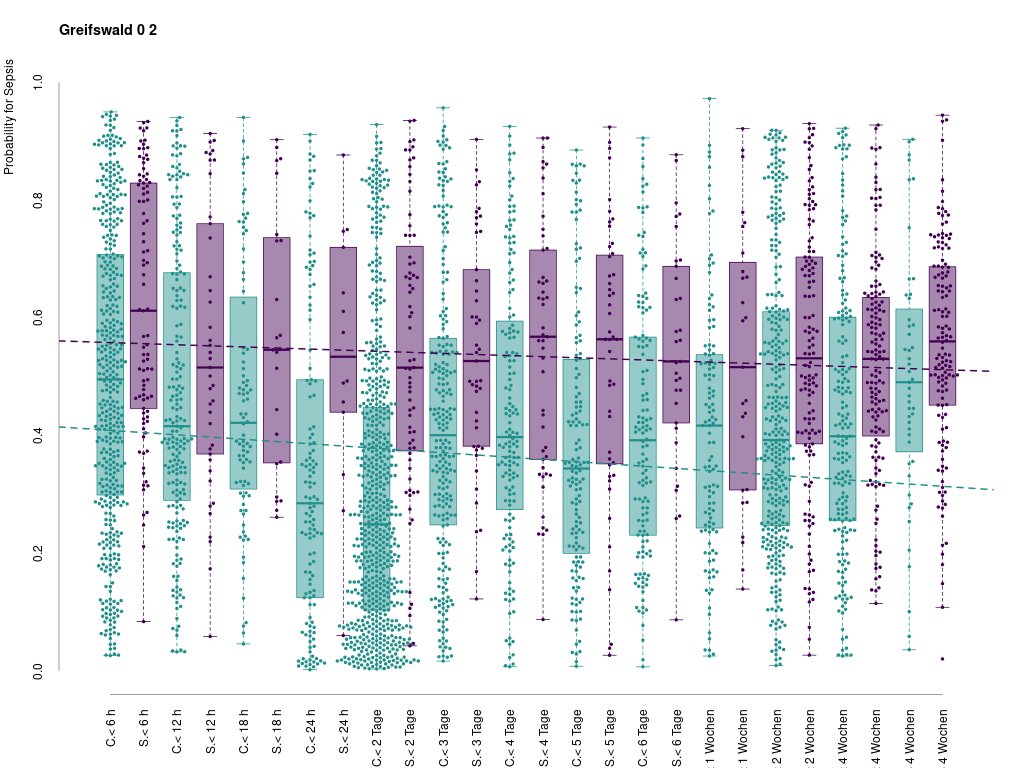 Greifswald 0 2
Probability for Sepsis
1.0
0.8
0.6
0.4
0.2
0.0
C.< 6 h
S.< 6 h
C.< 12 h
S.< 12 h
C.< 18 h
S.< 18 h
C.< 24 h
S.< 24 h
C.< 2 Tage
S.< 2 Tage
C.< 3 Tage
S.< 3 Tage
C.< 4 Tage
S.< 4 Tage
C.< 5 Tage
S.< 5 Tage
C.< 6 Tage
S.< 6 Tage
1 Wochen
1 Wochen
2 Wochen
2 Wochen
4 Wochen
4 Wochen
4 Wochen
4 Wochen